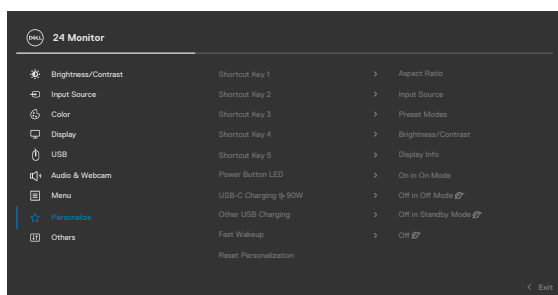 DELL 24 Monitor
Brightness/Contrast Shortcut Key 1 > Aspect Ratio
Input Source Shortcut Key 2 > Input Source
Color Shortcut Key 3 > Preset Modes
Display Shortcut Key 4 > Brightness/Contrast
USB Shortcut Key 5 > Display Info
Audio & Webcam Power Button LED > On in On Mode
Menu USB-C Charging 90W > Off in Off Mode
Personalize Other USB Charging > Off in Standby Mode
Others Fast Wakeup > Off
Reset Personalization
< Exit